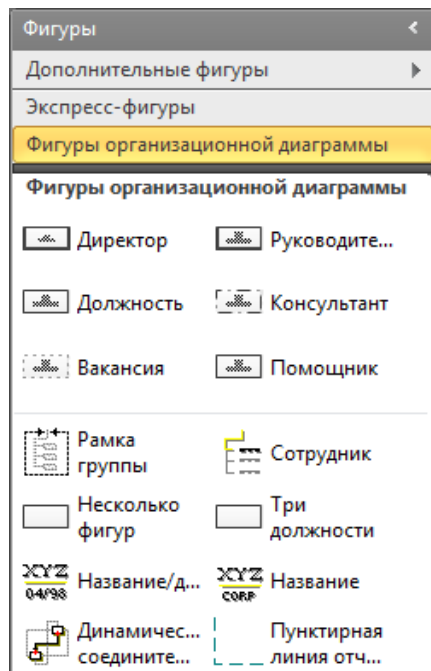 Фигуры
Дополнительные фигуры
Экспресс-фигуры
Фигуры организационной диаграммы
Фигуры организационной диаграммы
Директор
Руководите...
Должность
Консультант
Вакансия
Помощник
Рамка
группы
Сотрудник
Несколько
фигур
Три
должности
XYZ
04/98
Название/д...
XYZ
CORP
Название
Динамичес...
соедините...
Пунктирная
линия отч...